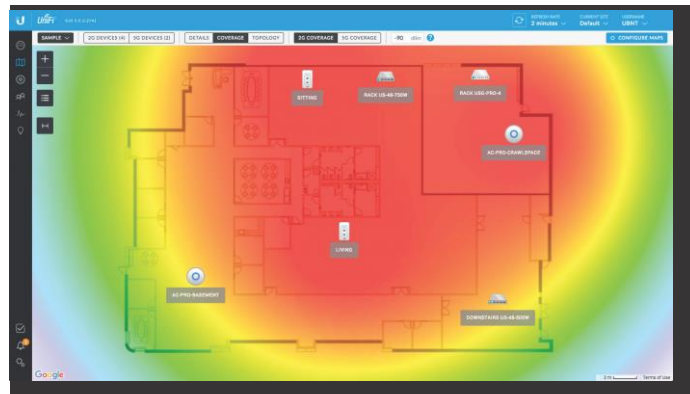 UniFi
REFRESH RATE
2 minutes
CURRENT SITE
Default
USERNAME
UBNT
SAMPLE
2G DEVICES (4)
5G DEVICES (2)
DETAILS
COVERAGE
TOPOLOGY
2G COVERAGE
5G COVERAGE
-90 dBm ?
CONFIGURE MAPS
SITTING
RACK US-48-750W
RACK USG-PRO-4
AC-PRO-CRAWLSPACE
LIVING
AC-PRO-BASEMENT
DOWNSTAIRS US-48-500W
Google
Terms of Use